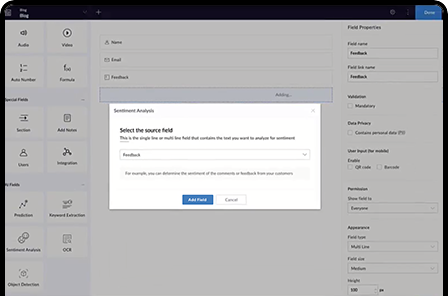 Blog
Blog
Done
Audio
Video
Auto Number
Formula
Special Fields
Section
Add Notes
Users
Integration
AI Fields
Prediction
Keyword Extraction
Sentiment Analysis
OCR
Object Detection
Name
Email
Feedback
Adding...
Sentiment Analysis
Select the source field
This is the single line or multi-line field that contains the text you want to analyze for sentiment
Feedback
For example, you can determine the sentiment of the comments or feedback from your customers
Add Field
Cancel
Field Properties
Field name
Feedback
Field link name
Feedback
Validation
Mandatory
Data Privacy
Contains personal data
User Input (for mobile)
Enable
QR code
Barcode
Permission
Show field to
Everyone
Appearance
Field type
Multi Line
Field size
Medium
Height
100 px